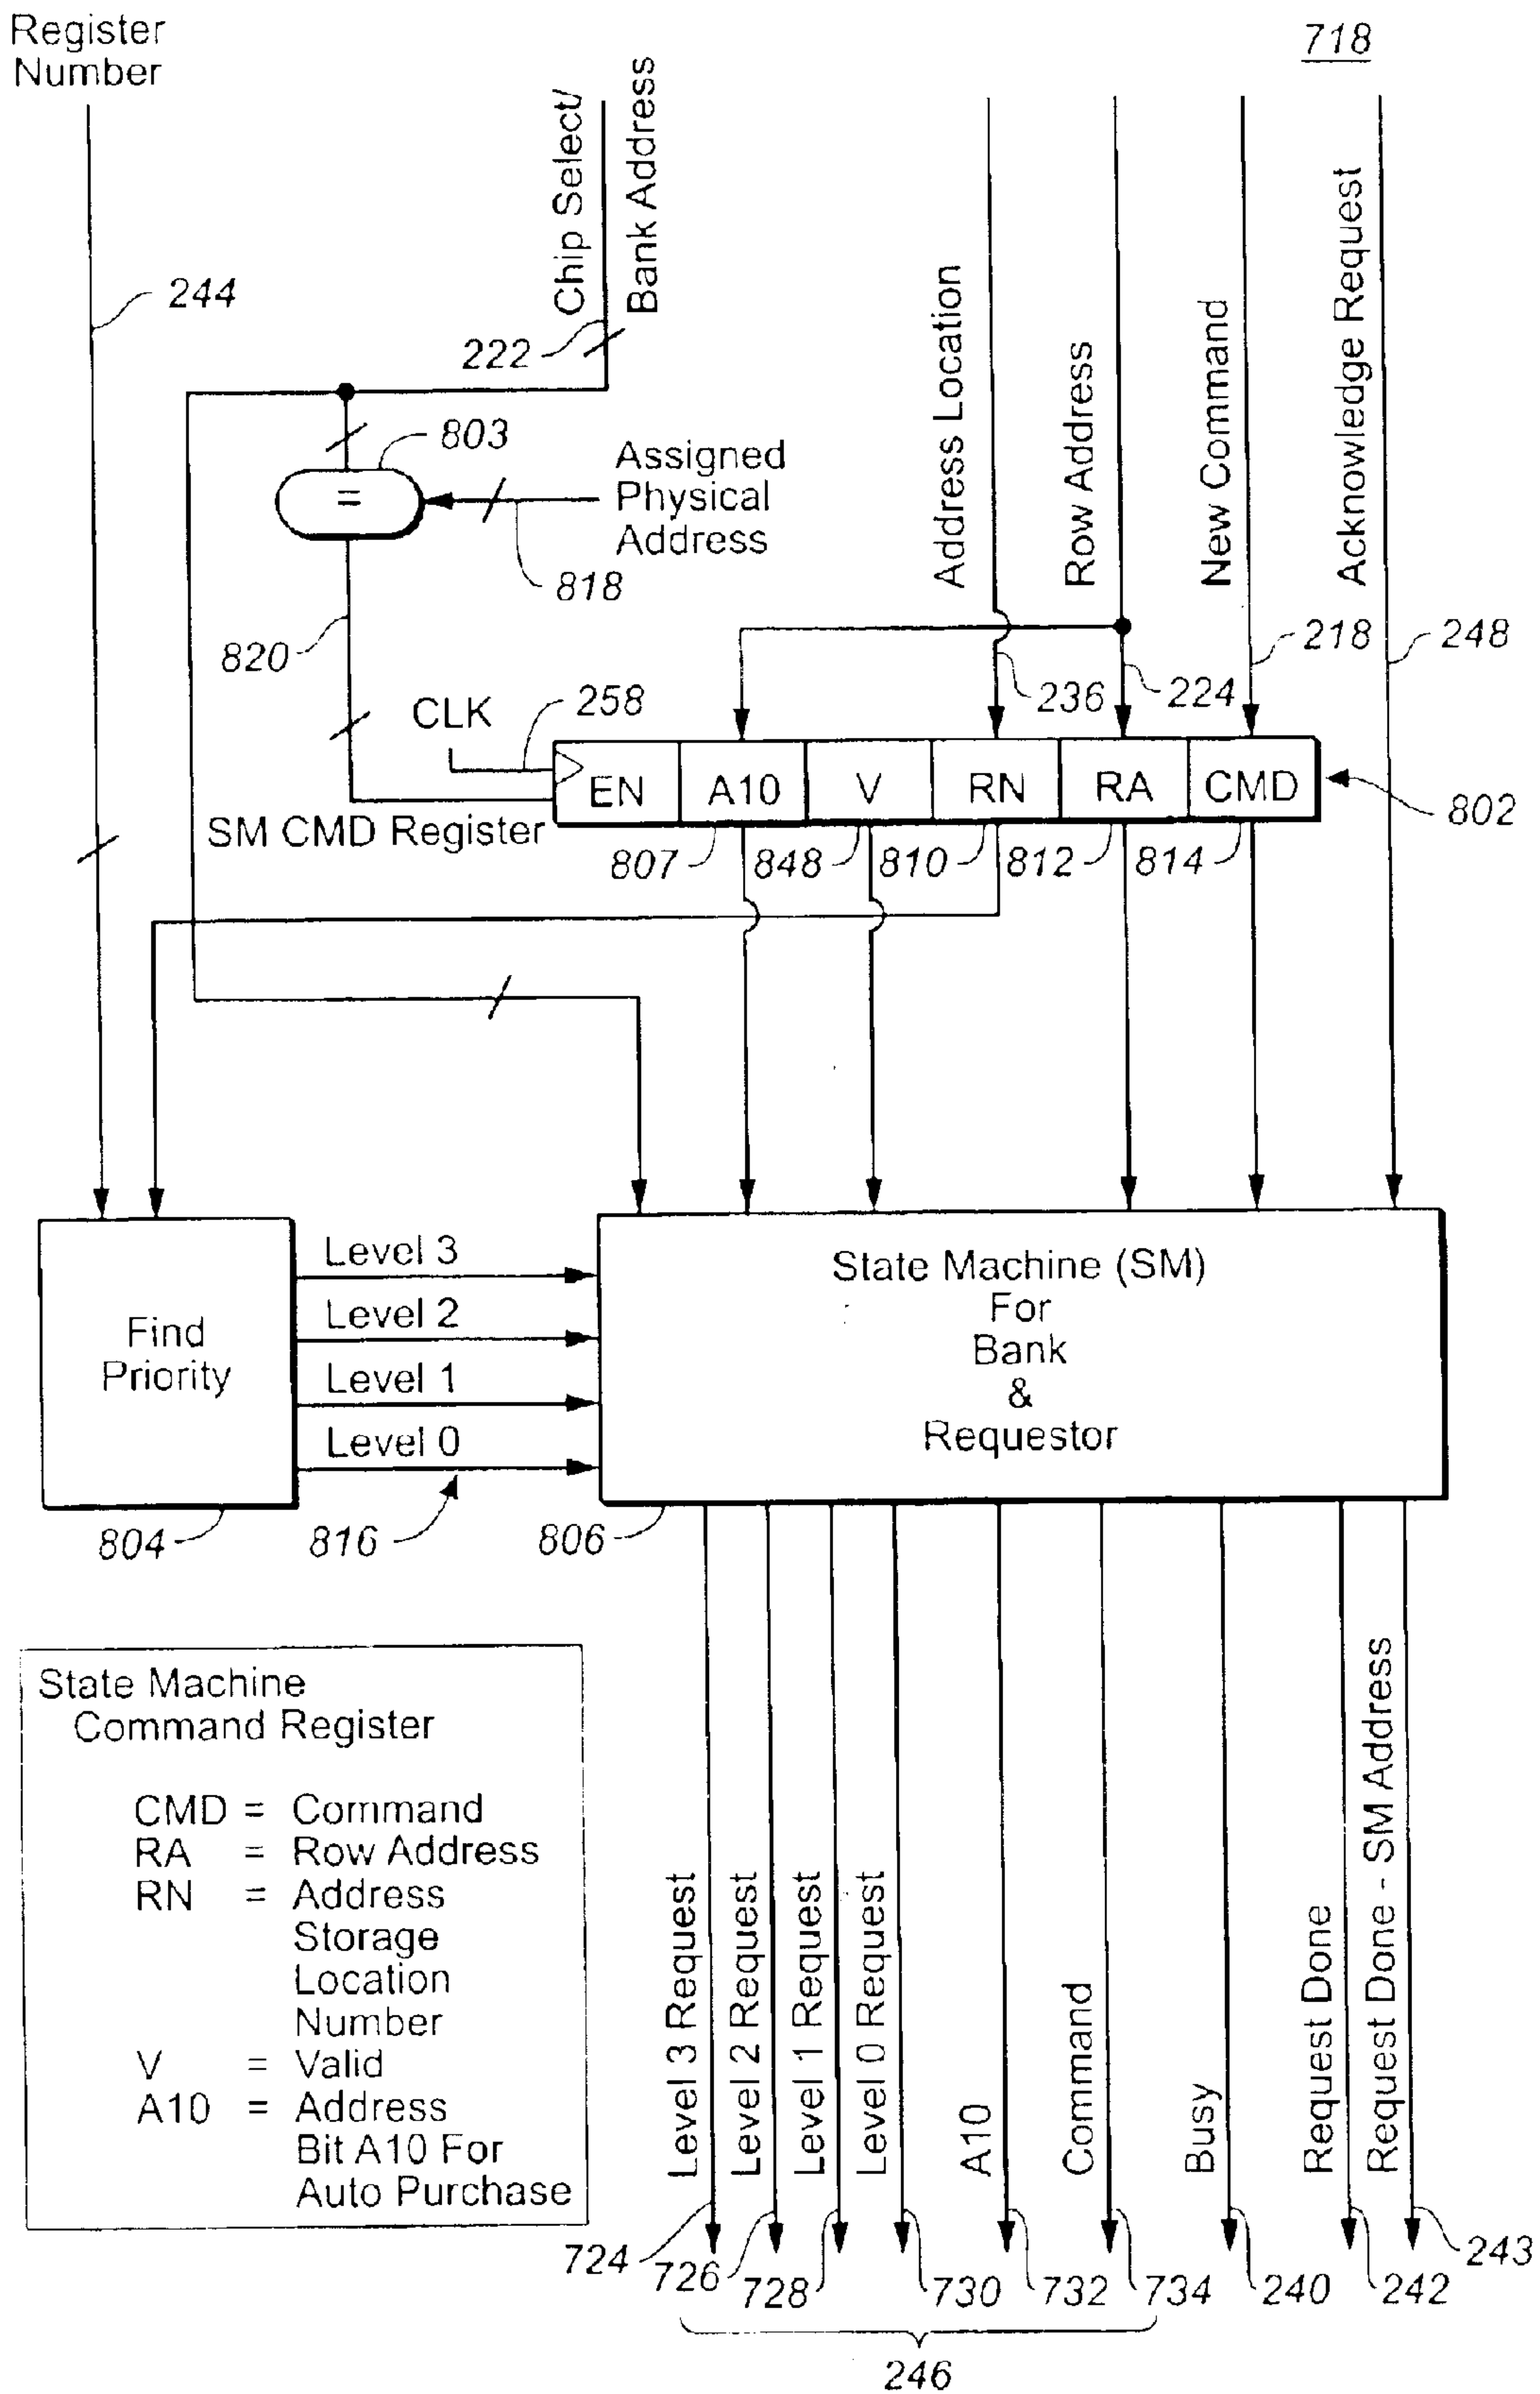 Register
Number
718
Chip Select/
Bank Address
Address Location
Row Address
New Command
Acknowledge Request
244
222
803
=
Assigned
Physical
Address
818
820
218
248
236
224
CLK
258
EN
A10
V
RN
RA
CMD
802
SM CMD Register
807
848
810
812
814
Find
Priority
Level 3
Level 2
Level 1
Level 0
State Machine (SM)
For
Bank
&
Requestor
804
816
806
State Machine
Command Register
CMD = Command
RA = Row Address
RN = Address
Storage
Location
Number
V = Valid
A10 = Address
Bit A10 For
Auto Purchase
Level 3 Request
Level 2 Request
Level 1 Request
Level 0 Request
A10
Command
Busy
Request Done
Request Done - SM Address
724
726
728
730
732
734
240
242
243
246